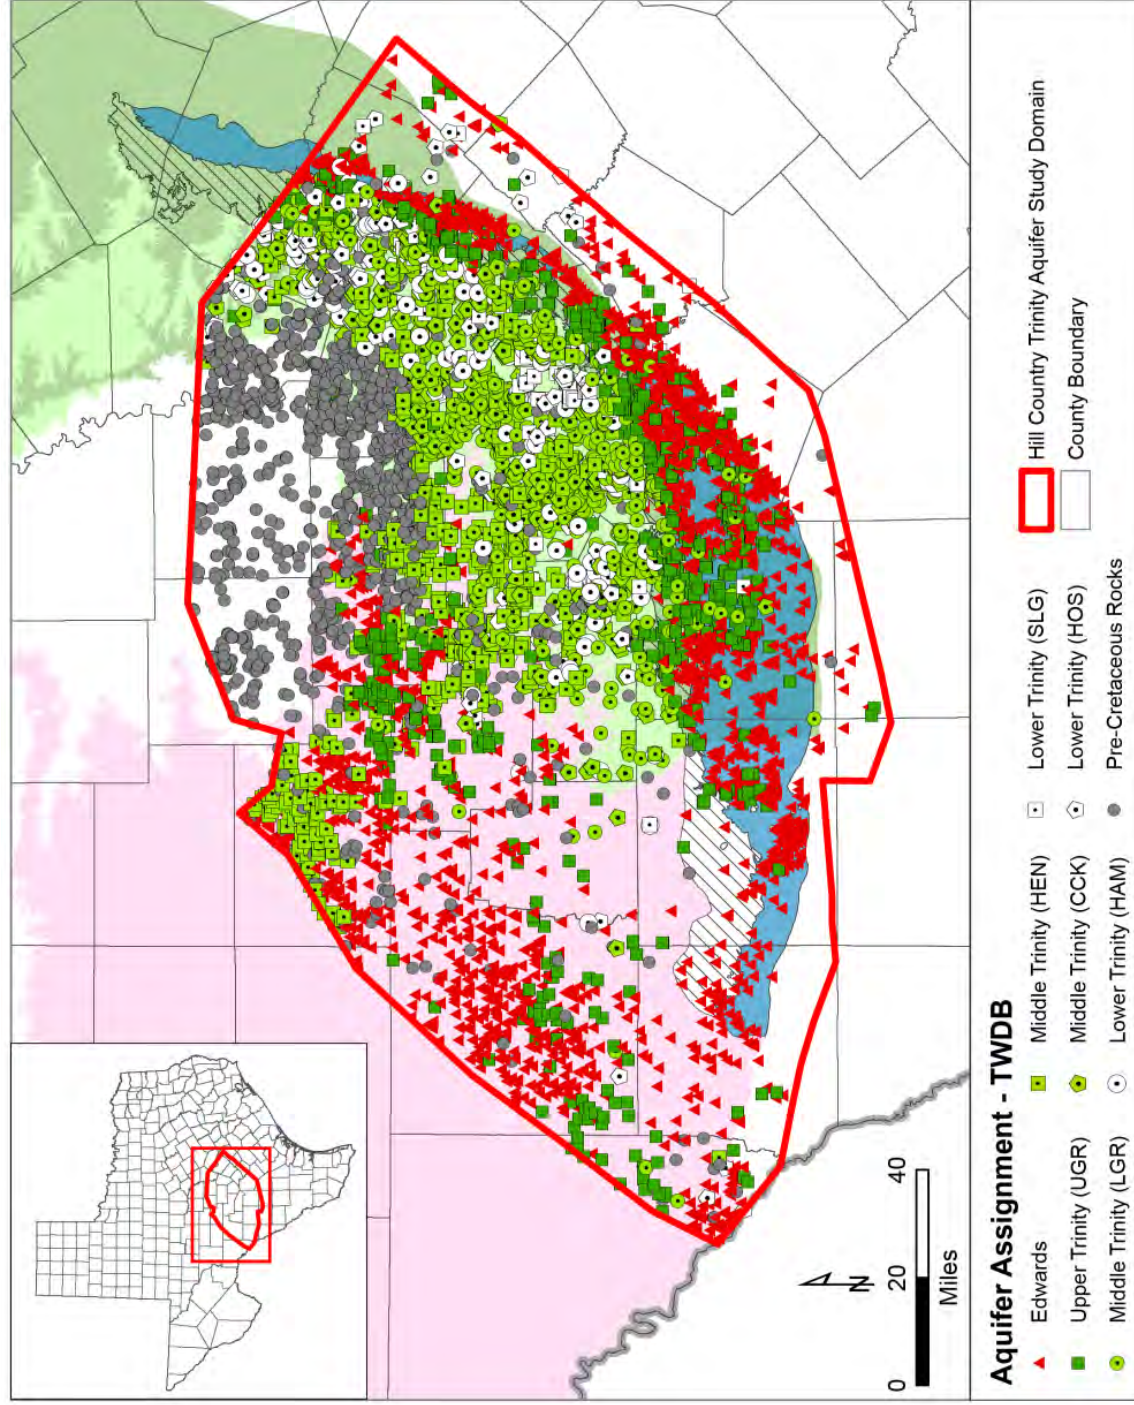 N
0
20
40
Miles
Aquifer Assignment - TWDB
Edwards
Upper Trinity (UGR)
Middle Trinity (LGR)
Middle Trinity (HEN)
Middle Trinity (CCK)
Lower Trinity (HAM)
Lower Trinity (SLG)
Lower Trinity (HOS)
Pre-Cretaceous Rocks
Hill Country Trinity Aquifer Study Domain
County Boundary